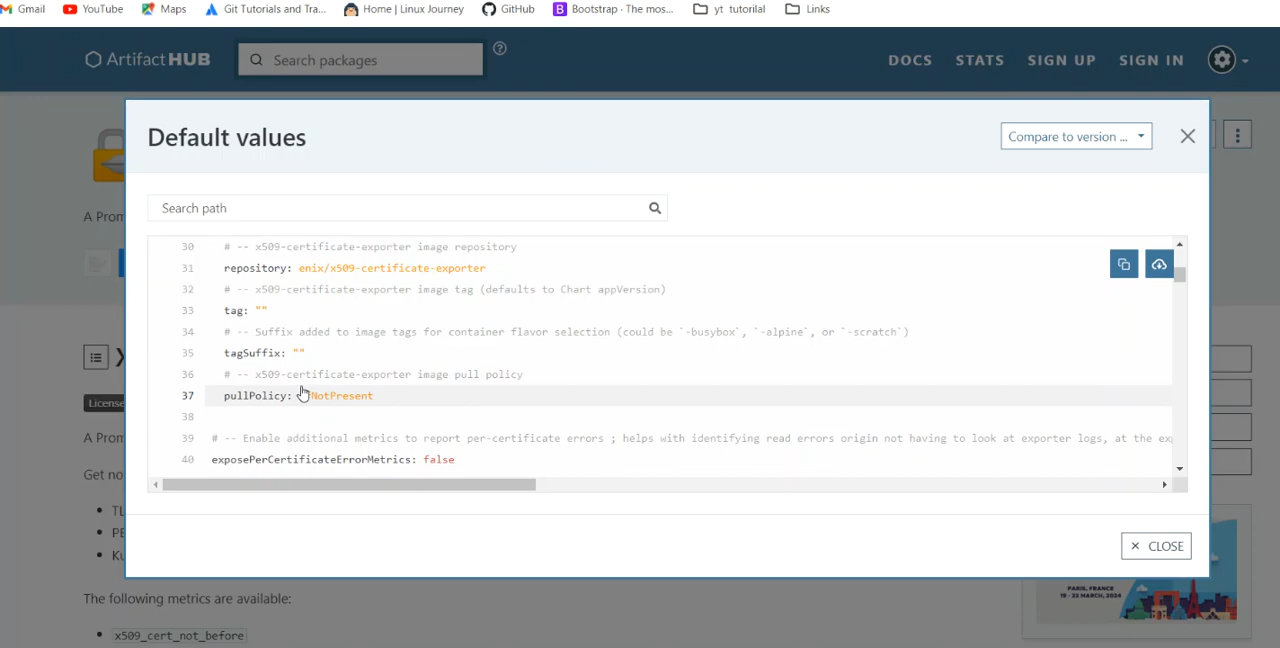 Gmail YouTube Maps Git Tutorials and Tra... Home | Linux Journey GitHub Bootstrap · The mos... yt tutorilal Links
ArtifactHUB Search packages DOCS STATS SIGN UP SIGN IN
Default values Compare to version ...
A Prom
Search path
30 # -- x509-certificate-exporter image repository
31 repository: enix/x509-certificate-exporter
32 # -- x509-certificate-exporter image tag (defaults to Chart appVersion)
33 tag: ""
34 # -- Suffix added to image tags for container flavor selection (could be `-busybox`, `-alpine`, or `-scratch`)
35 tagSuffix: ""
36 # -- x509-certificate-exporter image pull policy
37 pullPolicy: NotPresent
38
39 # -- Enable additional metrics to report per-certificate errors ; helps with identifying read errors origin not having to look at exporter logs, at the exp
40 exposePerCertificateErrorMetrics: false
License
A Prom
Get no
TL
PE
Ku
CLOSE
PARIS, FRANCE
19 - 22 MARCH, 2024
The following metrics are available:
x509_cert_not_before